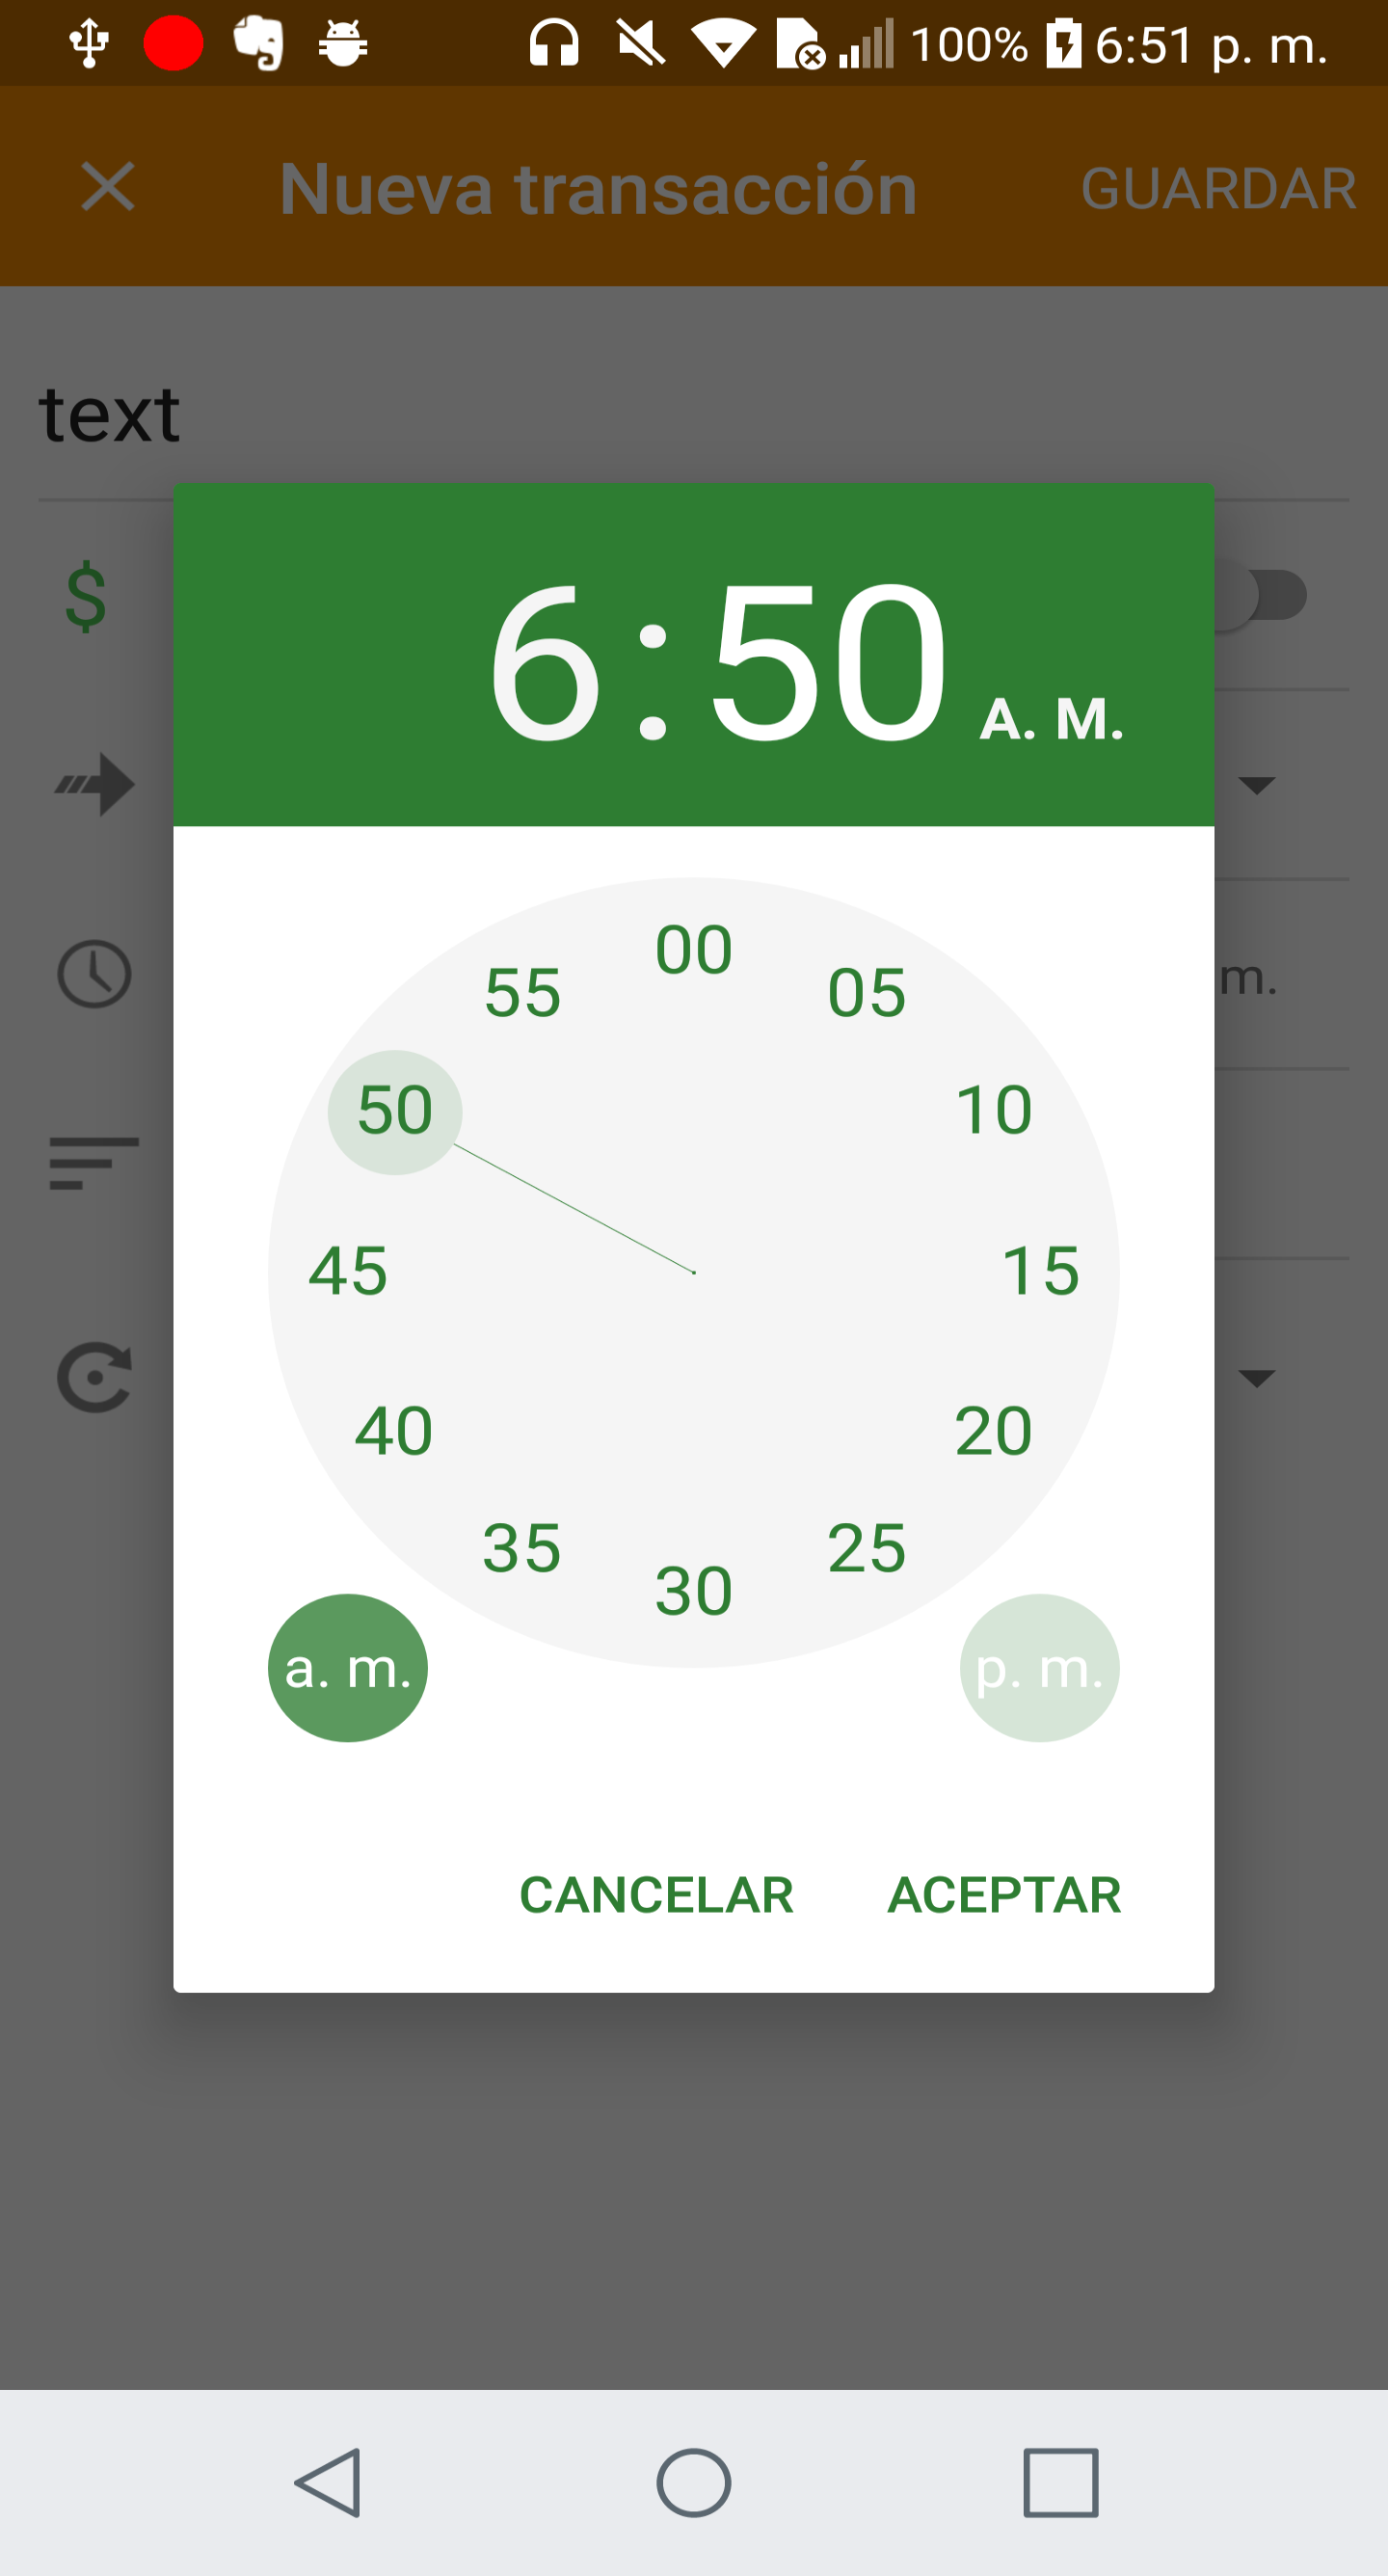 100% 6:51 p. m.
Nueva transacción GUARDAR
text
$
6:50 A. M.
m.
00
55 05
50 10
45 15
40 20
35 25
30
a. m. p. m.
CANCELAR ACEPTAR